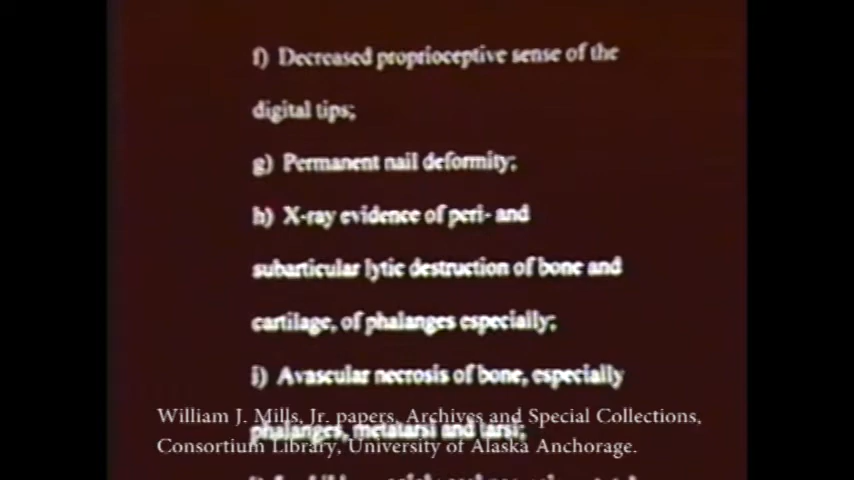 f) Decreased proprioceptive sense of the
digital tips;
g) Permanent nail deformity;
h) X-ray evidence of peri- and
subarticular lytic destruction of bone and
cartilage, of phalanges especially;
i) Avascular necrosis of bone, especially
phalanges, metatarsi and tarsi;
William J. Mills, Jr. papers, Archives and Special Collections,
Consortium Library, University of Alaska Anchorage.